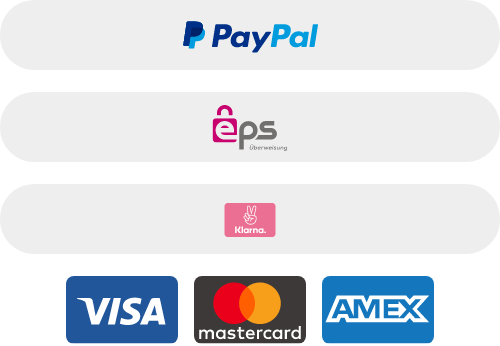 PayPal
eps
Überweisung
Klarna.
VISA
mastercard
AMEX